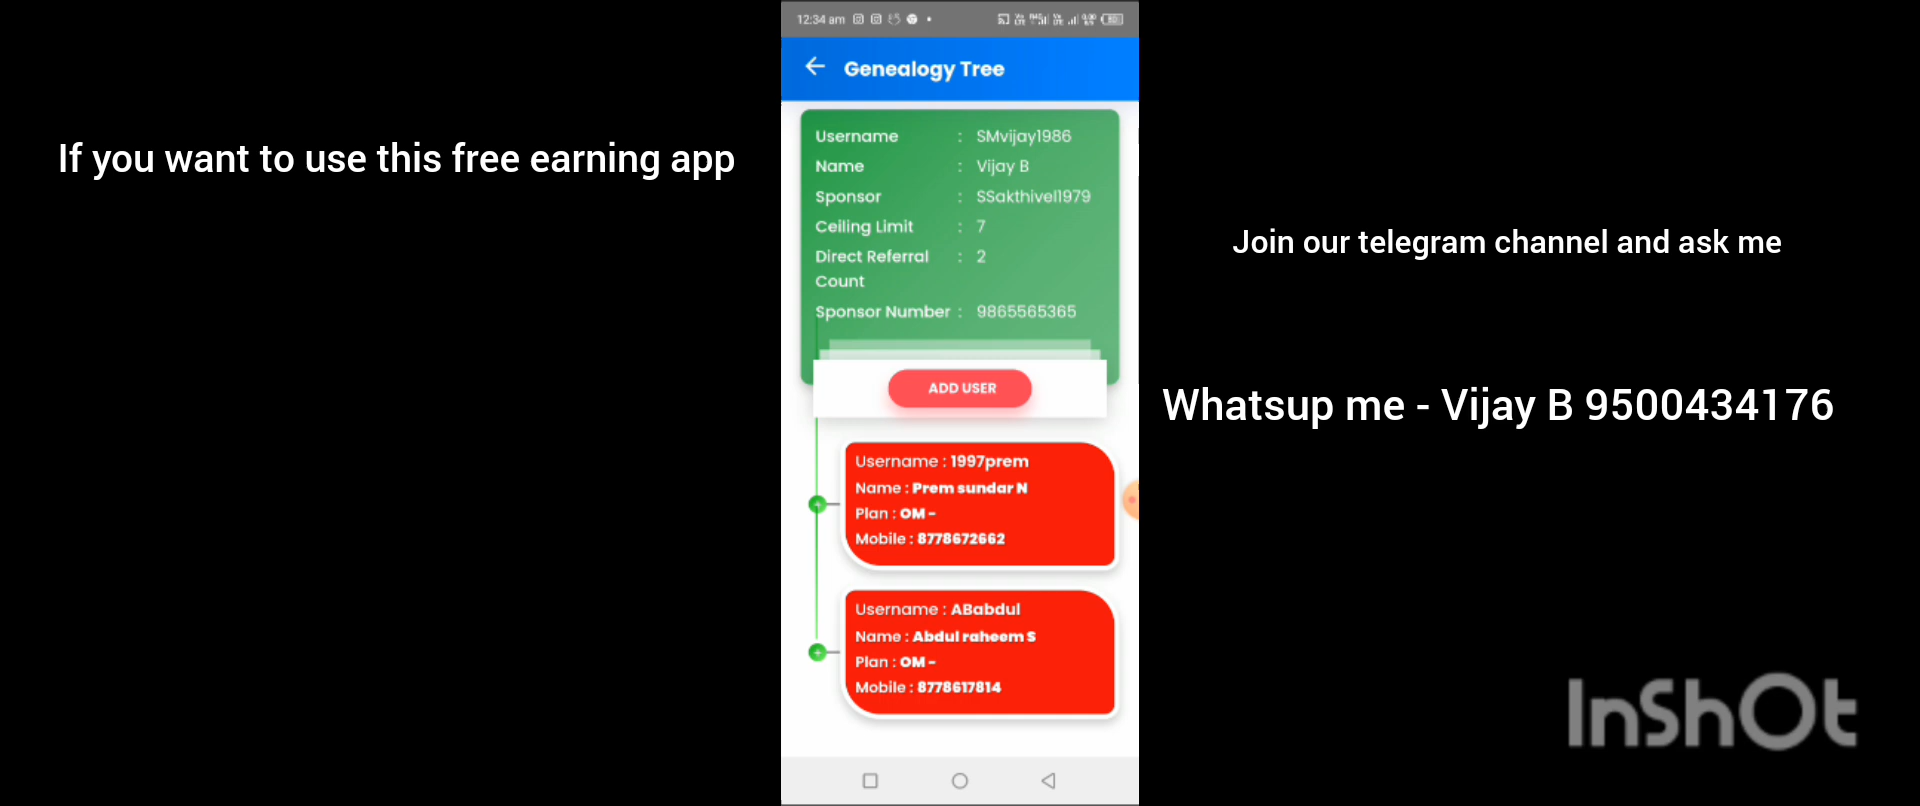 12:34 am
Genealogy Tree
Username : SMvijay1986
Name : Vijay B
Sponsor : SSakthivel1979
Ceiling Limit : 7
Direct Referral Count : 2
Sponsor Number : 9865565365
ADD USER
Username : 1997prem
Name : Prem sundar N
Plan : OM -
Mobile : 8778672662
Username : ABabdul
Name : Abdul raheem S
Plan : OM -
Mobile : 8778617814
If you want to use this free earning app
Join our telegram channel and ask me
Whatsup me - Vijay B 9500434176
InShOt